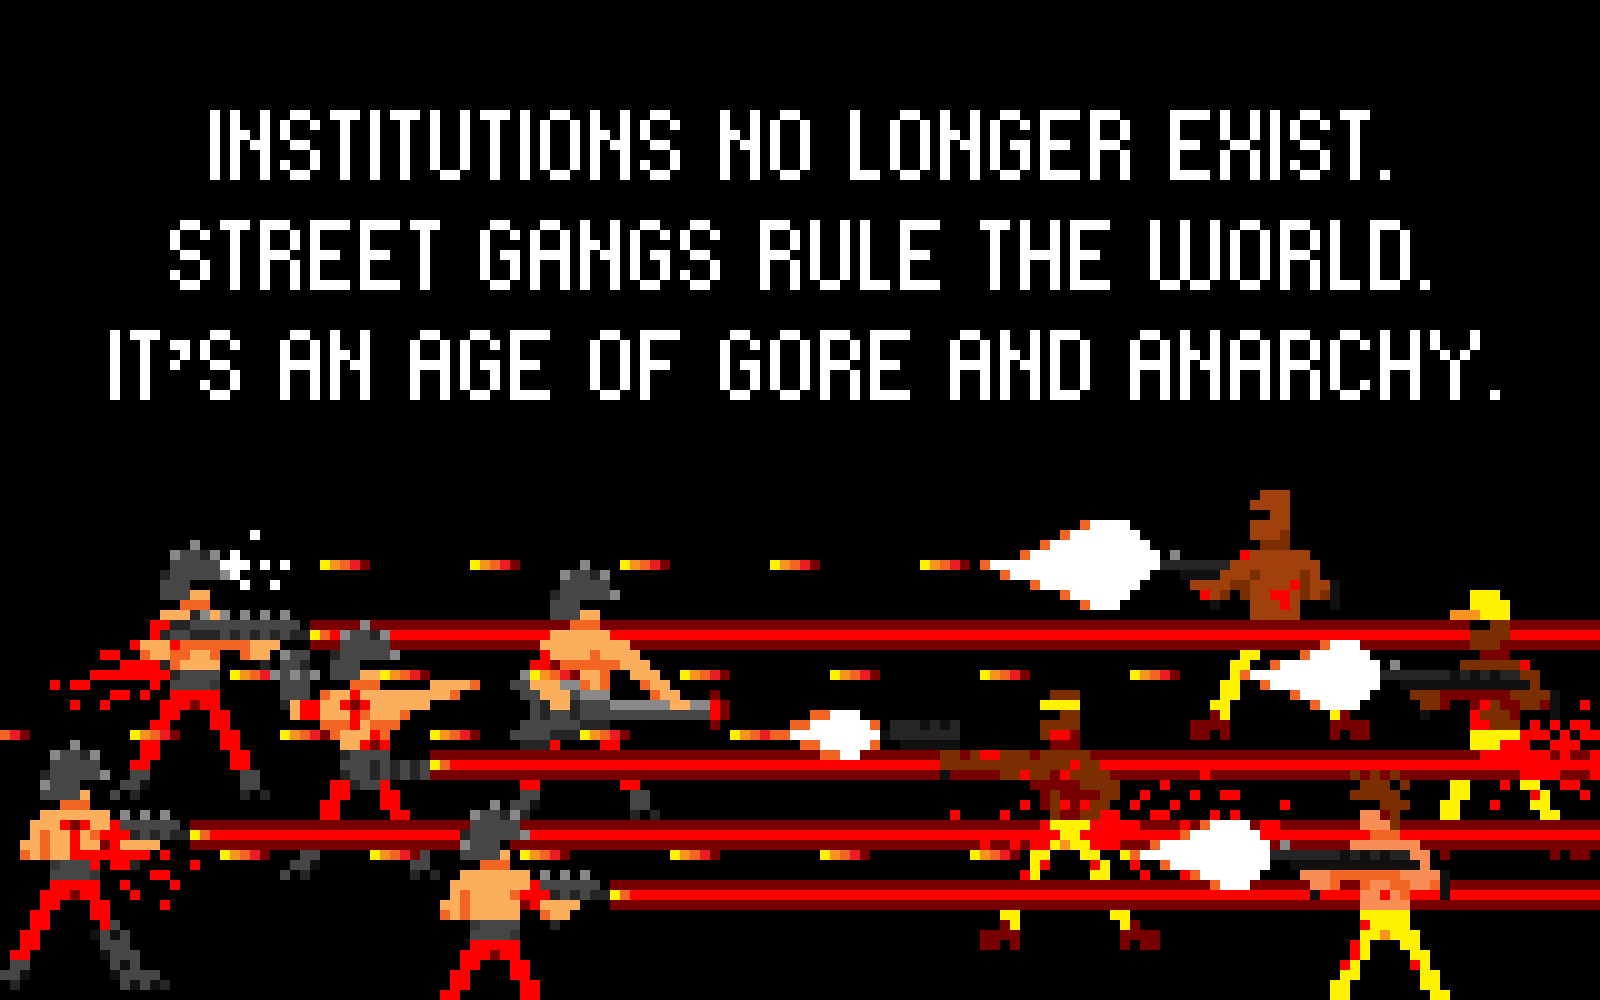 INSTITUTIONS NO LONGER EXIST.
STREET GANGS RULE THE WORLD.
IT'S AN AGE OF GORE AND ANARCHY.